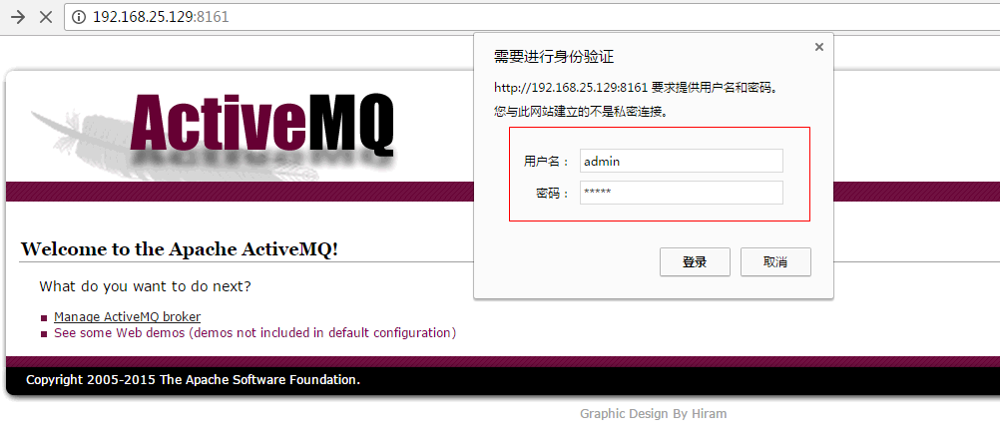 192.168.25.129:8161
需要进行身份验证
http://192.168.25.129:8161 要求提供用户名和密码。
您与此网站建立的不是私密连接。
用户名： admin
密码： *****
登录 取消
ActiveMQ
Welcome to the Apache ActiveMQ!
What do you want to do next?
Manage ActiveMQ broker
See some Web demos (demos not included in default configuration)
Copyright 2005-2015 The Apache Software Foundation.
Graphic Design By Hiram